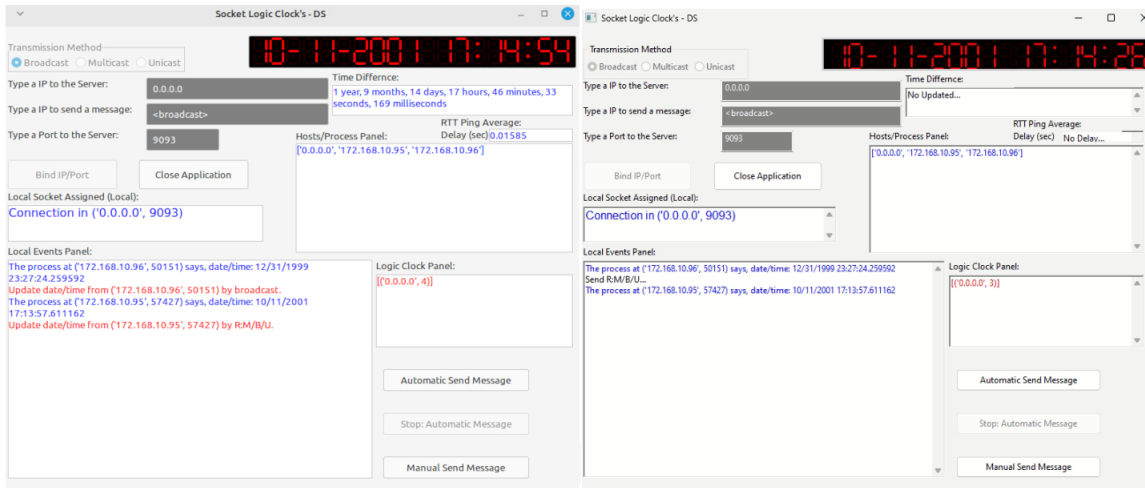 Socket Logic Clock's - DS
10-11-2001 17:14:54
Transmission Method
Broadcast Multicast Unicast
Type a IP to the Server:
0.0.0.0
Time Differnce:
1 year, 9 months, 14 days, 17 hours, 46 minutes, 33
seconds, 169 milliseconds
Type a IP to send a message:
<broadcast>
RTT Ping Average:
Type a Port to the Server:
9093
Hosts/Process Panel:
Delay (sec) 0.01585
['0.0.0.0', '172.168.10.95', '172.168.10.96']
Bind IP/Port
Close Application
Local Socket Assigned (Local):
Connection in ('0.0.0.0', 9093)
Local Events Panel:
The process at ('172.168.10.96', 50151) says, date/time: 12/31/1999
23:27:24.259592
Update date/time from ('172.168.10.96', 50151) by broadcast.
The process at ('172.168.10.95', 57427) says, date/time: 10/11/2001
17:13:57.611162
Update date/time from ('172.168.10.95', 57427) by R:M/B/U.
Logic Clock Panel:
[('0.0.0.0', 4)]
Automatic Send Message
Stop: Automatic Message
Manual Send Message
Socket Logic Clock's - DS
10-11-2001 17:14:26
Transmission Method
Broadcast Multicast Unicast
Type a IP to the Server:
0.0.0.0
Time Differnce:
No Updated...
Type a IP to send a message:
<broadcast>
RTT Ping Average:
Type a Port to the Server:
9093
Hosts/Process Panel:
Delay (sec) No Delay...
['0.0.0.0', '172.168.10.95', '172.168.10.96']
Bind IP/Port
Close Application
Local Socket Assigned (Local):
Connection in ('0.0.0.0', 9093)
Local Events Panel:
The process at ('172.168.10.96', 50151) says, date/time: 12/31/1999 23:27:24.259592
Send R:M/B/U...
The process at ('172.168.10.95', 57427) says, date/time: 10/11/2001 17:13:57.611162
Logic Clock Panel:
[('0.0.0.0', 3)]
Automatic Send Message
Stop: Automatic Message
Manual Send Message